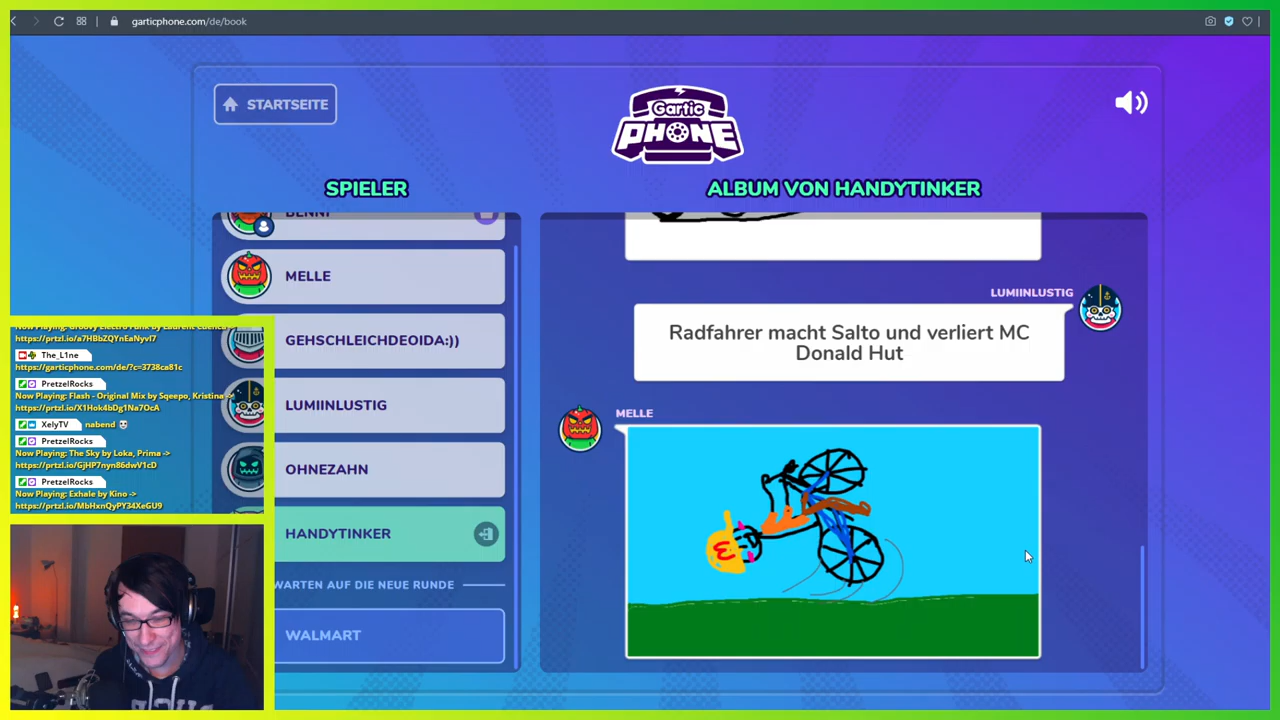 garticphone.com/de/book
STARTSEITE
Gartic
PHONE
SPIELER
ALBUM VON HANDYTINKER
BENNI
MELLE
GEHSCHLEICHDEOIDA:))
LUMIINLUSTIG
OHNEZAHN
HANDYTINKER
WARTEN AUF DIE NEUE RUNDE
WALMART
LUMIINLUSTIG
Radfahrer macht Salto und verliert MC
Donald Hut
MELLE
https://prtzl.io/a7HBbZQYnEaNyvl7
The_L1ne
https://garticphone.com/de/?c=3738ca81c
PretzelRocks
Now Playing: Flash - Original Mix by Sqeepo, Kristina ->
https://prtzl.io/X1Hok4bDg1Na7OcA
XelyTV nabend
PretzelRocks
Now Playing: The Sky by Loka, Prima ->
https://prtzl.io/GjHP7nyn86dwV1cD
PretzelRocks
Now Playing: Exhale by Kino ->
https://prtzl.io/MbHxnQyPY34XeGU9